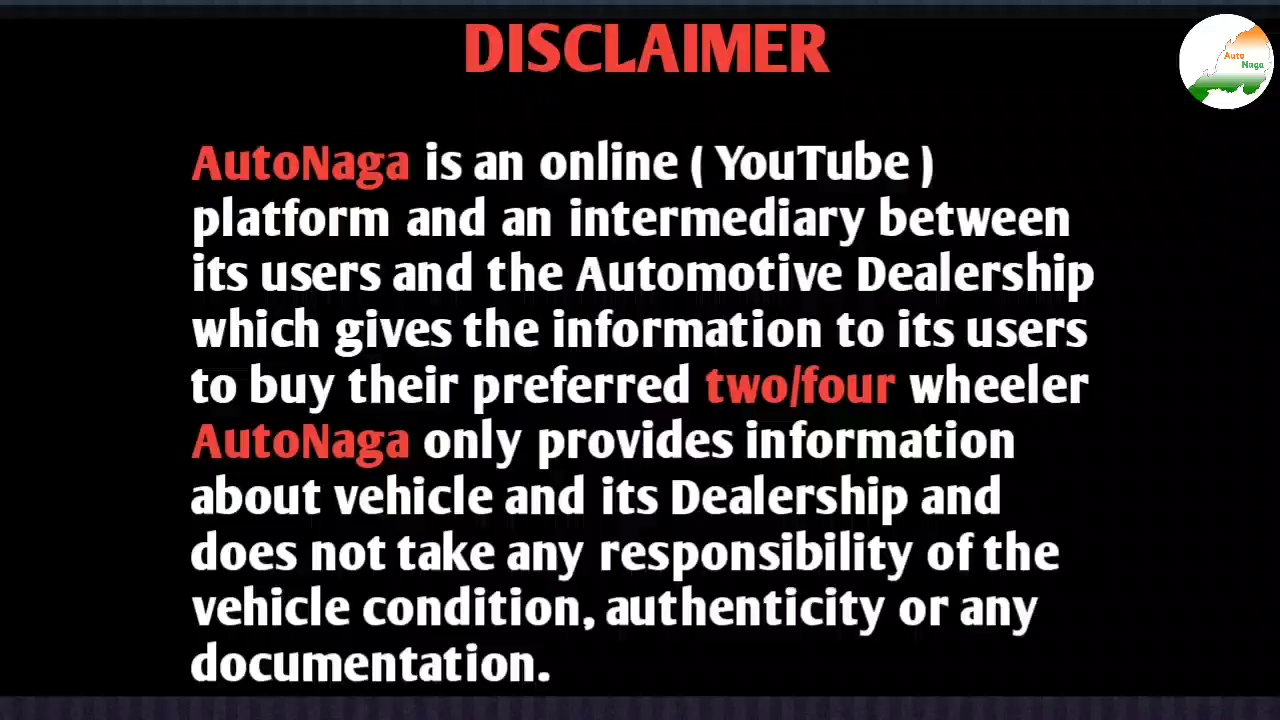 DISCLAIMER
Auto
Naga
AutoNaga is an online ( YouTube )
platform and an intermediary between
its users and the Automotive Dealership
which gives the information to its users
to buy their preferred two/four wheeler
AutoNaga only provides information
about vehicle and its Dealership and
does not take any responsibility of the
vehicle condition, authenticity or any
documentation.